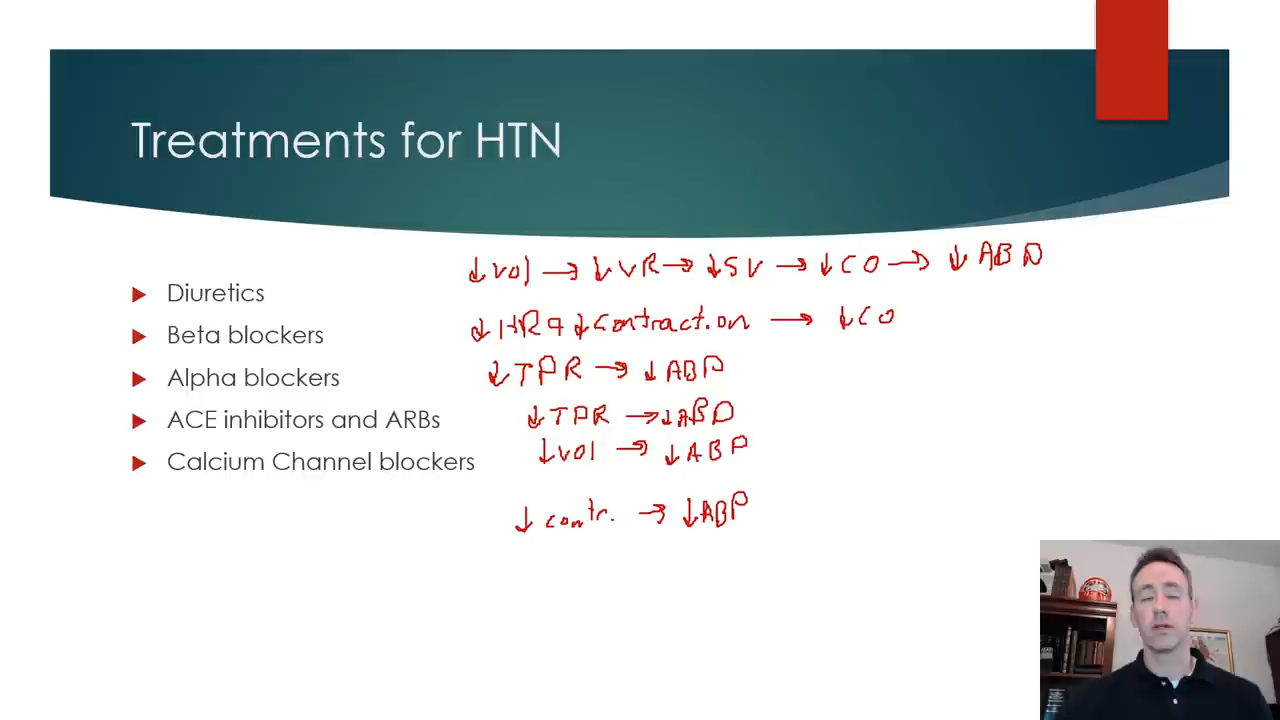 Treatments for HTN
↓vol → ↓VR → ↓SV → ↓CO → ↓ABP
Diuretics
↓HR & ↓contraction → ↓CO
Beta blockers
↓TPR → ↓ABP
Alpha blockers
↓TPR → ↓ABP
ACE inhibitors and ARBs
↓vol → ↓ABP
Calcium Channel blockers
↓contr. → ↓ABP